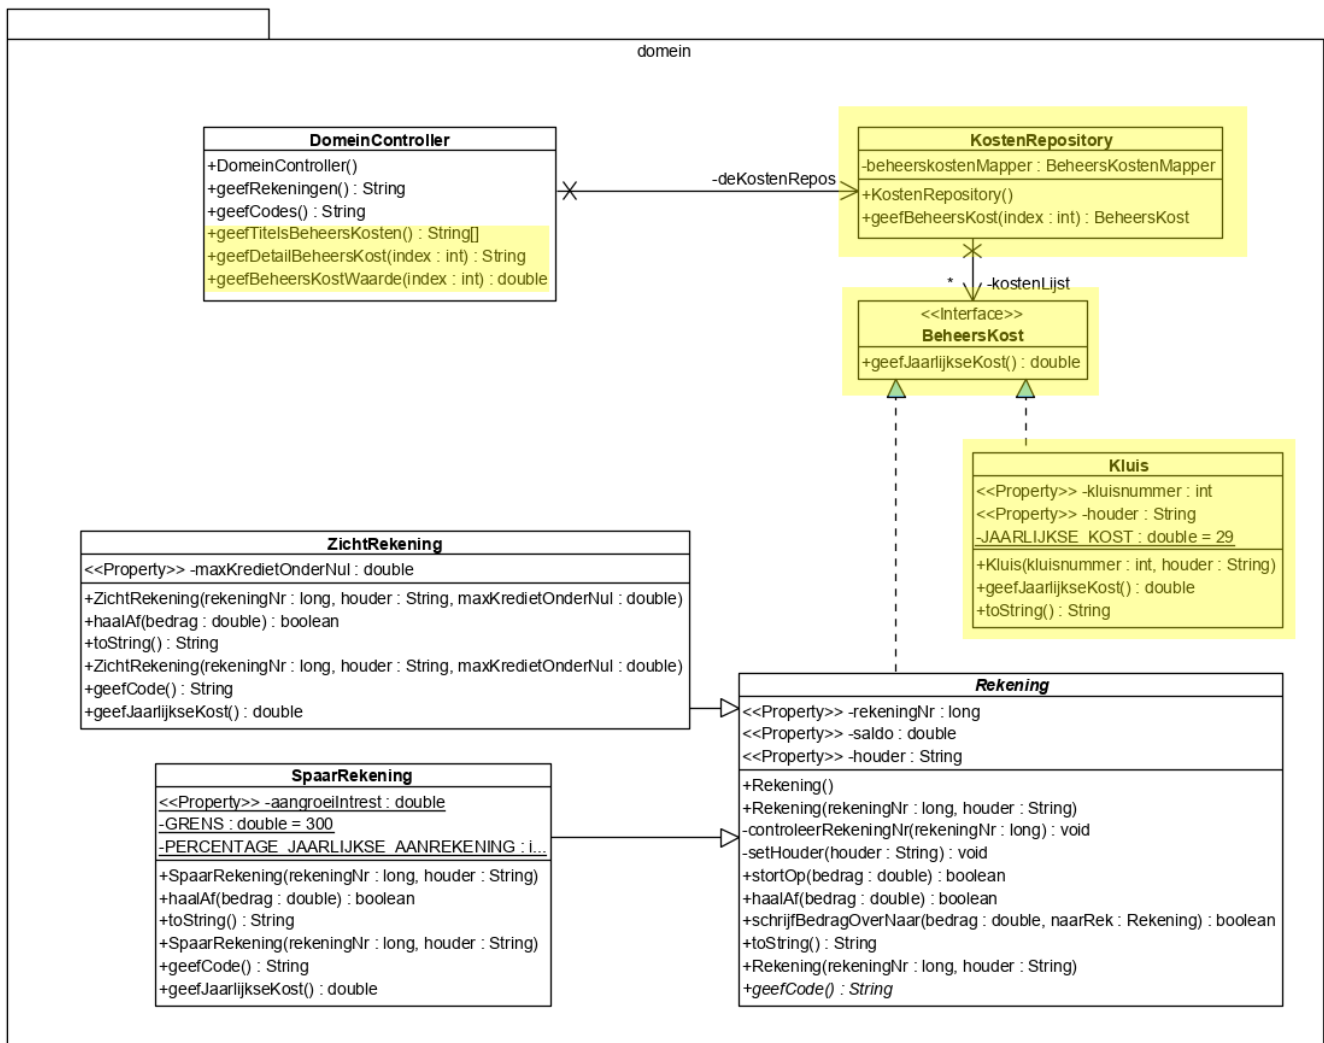 domein
DomeinController
+DomeinController()
+geefRekeningen() : String
+geefCodes() : String
+geefTitelsBeheersKosten() : String[]
+geefDetailBeheersKost(index : int) : String
+geefBeheersKostWaarde(index : int) : double
-deKostenRepos
KostenRepository
-beheerskostenMapper : BeheersKostenMapper
+KostenRepository()
+geefBeheersKost(index : int) : BeheersKost
* -kostenLijst
<<Interface>>
BeheersKost
+geefJaarlijkseKost() : double
Kluis
<<Property>> -kluisnummer : int
<<Property>> -houder : String
-JAARLIJKSE_KOST : double = 29
+Kluis(kluisnummer : int, houder : String)
+geefJaarlijkseKost() : double
+toString() : String
ZichtRekening
<<Property>> -maxKredietOnderNul : double
+ZichtRekening(rekeningNr : long, houder : String, maxKredietOnderNul : double)
+haalAf(bedrag : double) : boolean
+toString() : String
+ZichtRekening(rekeningNr : long, houder : String, maxKredietOnderNul : double)
+geefCode() : String
+geefJaarlijkseKost() : double
SpaarRekening
<<Property>> -aangroeiIntrest : double
-GRENS : double = 300
-PERCENTAGE_JAARLIJKSE_AANREKENING : i...
+SpaarRekening(rekeningNr : long, houder : String)
+haalAf(bedrag : double) : boolean
+toString() : String
+SpaarRekening(rekeningNr : long, houder : String)
+geefCode() : String
+geefJaarlijkseKost() : double
Rekening
<<Property>> -rekeningNr : long
<<Property>> -saldo : double
<<Property>> -houder : String
+Rekening()
+Rekening(rekeningNr : long, houder : String)
-controleerRekeningNr(rekeningNr : long) : void
-setHouder(houder : String) : void
+stortOp(bedrag : double) : boolean
+haalAf(bedrag : double) : boolean
+schrijfBedragOverNaar(bedrag : double, naarRek : Rekening) : boolean
+toString() : String
+Rekening(rekeningNr : long, houder : String)
+geefCode() : String